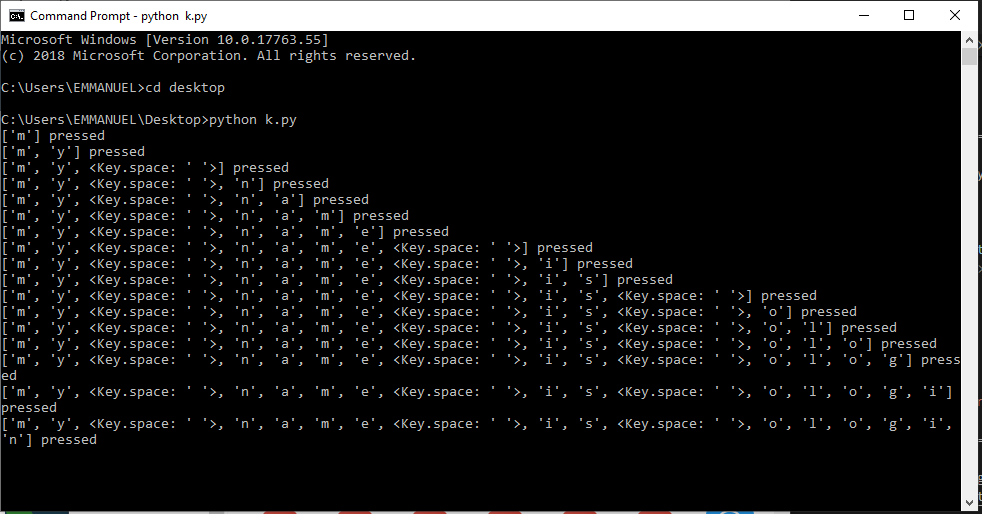 Command Prompt - python  k.py
Microsoft Windows [Version 10.0.17763.55]
(c) 2018 Microsoft Corporation. All rights reserved.
C:\Users\EMMANUEL>cd desktop
C:\Users\EMMANUEL\Desktop>python k.py
['m'] pressed
['m', 'y'] pressed
['m', 'y', <Key.space: ' '>] pressed
['m', 'y', <Key.space: ' '>, 'n'] pressed
['m', 'y', <Key.space: ' '>, 'n', 'a'] pressed
['m', 'y', <Key.space: ' '>, 'n', 'a', 'm'] pressed
['m', 'y', <Key.space: ' '>, 'n', 'a', 'm', 'e'] pressed
['m', 'y', <Key.space: ' '>, 'n', 'a', 'm', 'e', <Key.space: ' '>] pressed
['m', 'y', <Key.space: ' '>, 'n', 'a', 'm', 'e', <Key.space: ' '>, 'i'] pressed
['m', 'y', <Key.space: ' '>, 'n', 'a', 'm', 'e', <Key.space: ' '>, 'i', 's'] pressed
['m', 'y', <Key.space: ' '>, 'n', 'a', 'm', 'e', <Key.space: ' '>, 'i', 's', <Key.space: ' '>] pressed
['m', 'y', <Key.space: ' '>, 'n', 'a', 'm', 'e', <Key.space: ' '>, 'i', 's', <Key.space: ' '>, 'o'] pressed
['m', 'y', <Key.space: ' '>, 'n', 'a', 'm', 'e', <Key.space: ' '>, 'i', 's', <Key.space: ' '>, 'o', 'l'] pressed
['m', 'y', <Key.space: ' '>, 'n', 'a', 'm', 'e', <Key.space: ' '>, 'i', 's', <Key.space: ' '>, 'o', 'l', 'o'] pressed
['m', 'y', <Key.space: ' '>, 'n', 'a', 'm', 'e', <Key.space: ' '>, 'i', 's', <Key.space: ' '>, 'o', 'l', 'o', 'g'] press
ed
['m', 'y', <Key.space: ' '>, 'n', 'a', 'm', 'e', <Key.space: ' '>, 'i', 's', <Key.space: ' '>, 'o', 'l', 'o', 'g', 'i']
pressed
['m', 'y', <Key.space: ' '>, 'n', 'a', 'm', 'e', <Key.space: ' '>, 'i', 's', <Key.space: ' '>, 'o', 'l', 'o', 'g', 'i',
'n'] pressed